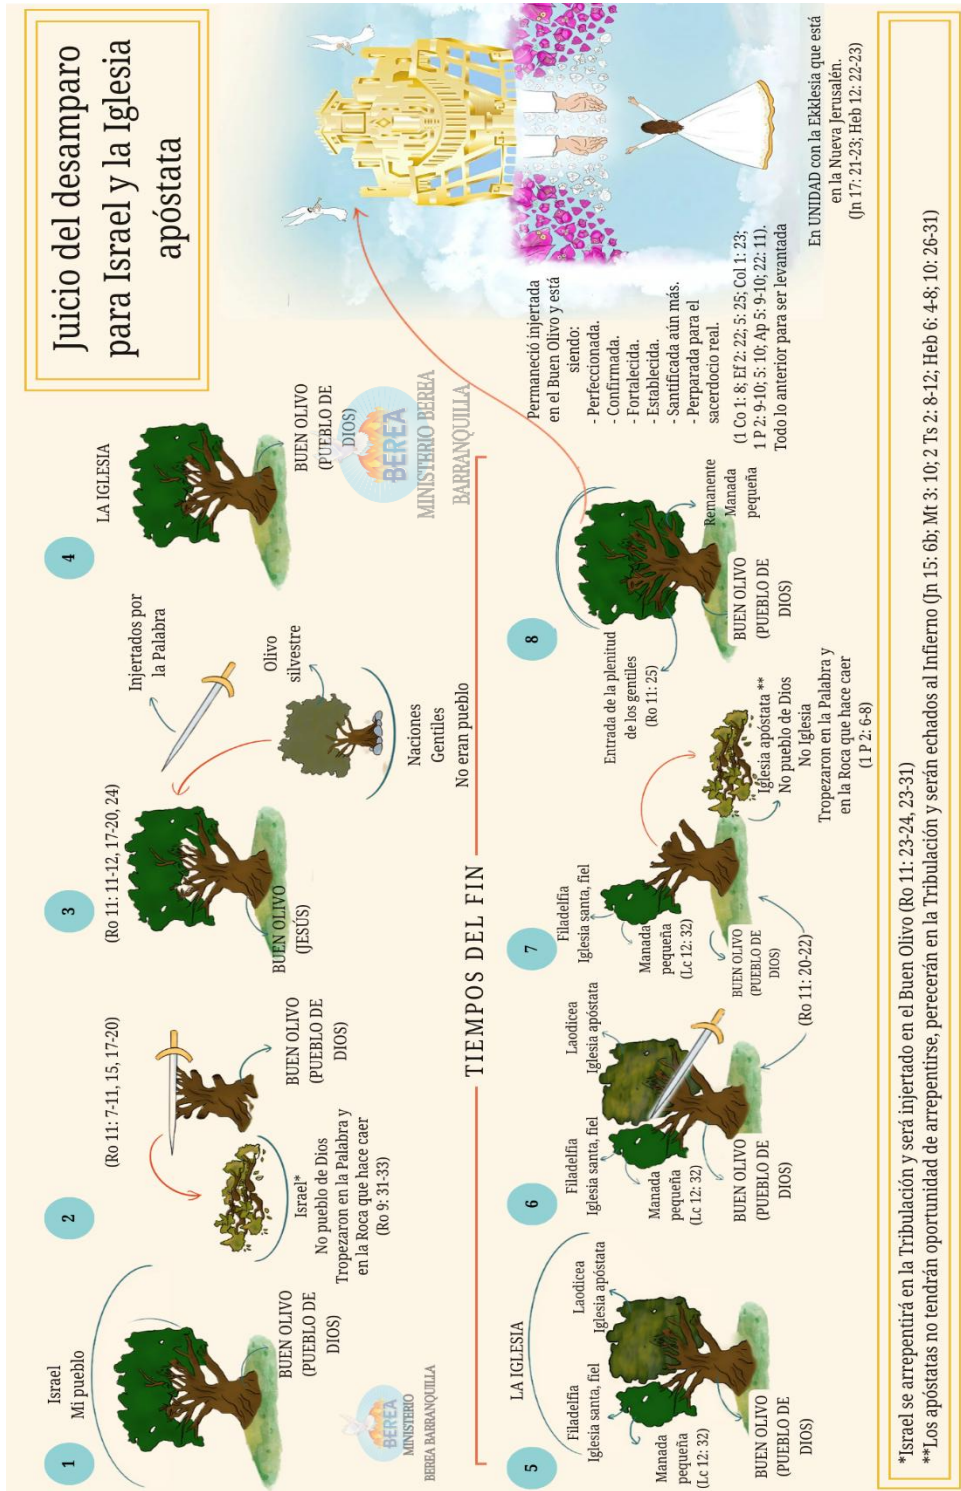 Juicio del desamparo
para Israel y la Iglesia
apóstata
1
Israel
Mi pueblo
BUEN OLIVO
(PUEBLO DE
DIOS)
BEREA
MINISTERIO
BEREA BARRANQUILLA
2
(Ro 11: 7-11, 15, 17-20)
Israel*
No pueblo de Dios
Tropezaron en la Palabra y
en la Roca que hace caer
(Ro 9: 31-33)
BUEN OLIVO
(PUEBLO DE
DIOS)
3
(Ro 11: 11-12, 17-20, 24)
BUEN OLIVO
(JESÚS)
Injertados por
la Palabra
Olivo
silvestre
Naciones
Gentiles
No eran pueblo
4
LA IGLESIA
BUEN OLIVO
(PUEBLO DE
DIOS)
BEREA
MINISTERIO BEREA
BARRANQUILLA
TIEMPOS DEL FIN
5
LA IGLESIA
Filadelfia
Iglesia santa, fiel
Laodicea
Iglesia apóstata
Manada
pequeña
(Lc 12: 32)
BUEN OLIVO
(PUEBLO DE
DIOS)
6
Filadelfia
Iglesia santa, fiel
Laodicea
Iglesia apóstata
Manada
pequeña
(Lc 12: 32)
BUEN OLIVO
(PUEBLO DE
DIOS)
(Ro 11: 20-22)
7
Filadelfia
Iglesia santa, fiel
Manada
pequeña
(Lc 12: 32)
BUEN OLIVO
(PUEBLO DE
DIOS)
Iglesia apóstata **
No pueblo de Dios
No Iglesia
Tropezaron en la Palabra y
en la Roca que hace caer
(1 P 2: 6-8)
8
Entrada de la plenitud
de los gentiles
(Ro 11: 25)
BUEN OLIVO
(PUEBLO DE
DIOS)
Remanente
Manada
pequeña
Permaneció injertada
en el Buen Olivo y está
siendo:
- Perfeccionada.
- Confirmada.
- Fortalecida.
- Establecida.
- Santificada aún más.
- Perparada para el
sacerdocio real.
(1 Co 1: 8; Ef 2: 22; 5: 25; Col 1: 23;
1 P 2: 9-10; 5: 10; Ap 5: 9-10; 22: 11).
Todo lo anterior para ser levantada
En UNIDAD con la Ekklesia que está
en la Nueva Jerusalén.
(Jn 17: 21-23; Heb 12: 22-23)
*Israel se arrepentirá en la Tribulación y será injertado en el Buen Olivo (Ro 11: 23-24, 23-31)
**Los apóstatas no tendrán oportunidad de arrepentirse, perecerán en la Tribulación y serán echados al Infierno (Jn 15: 6b; Mt 3: 10; 2 Ts 2: 8-12; Heb 6: 4-8; 10: 26-31)